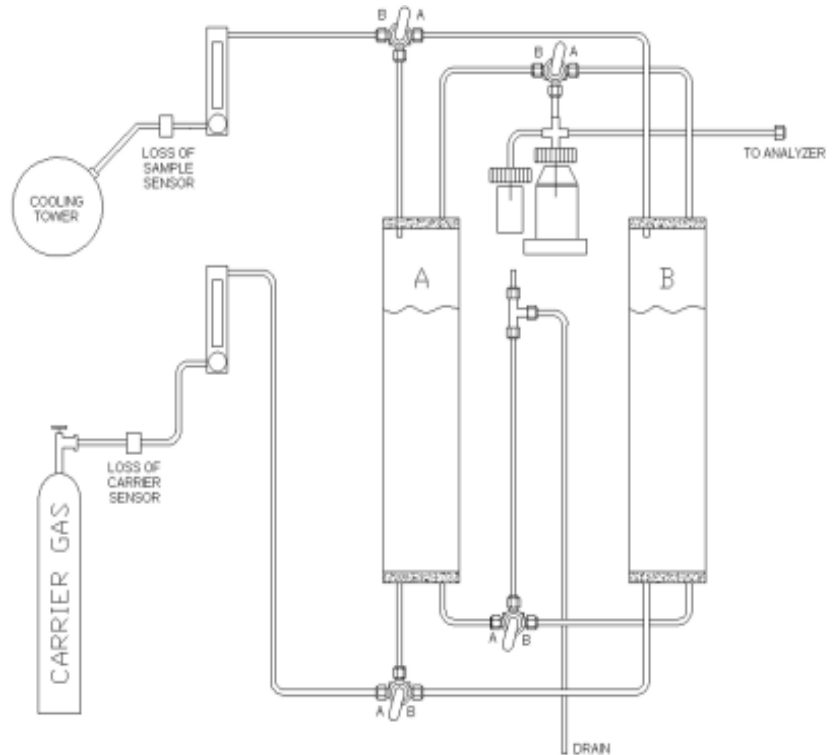 B A
B A
LOSS OF
SAMPLE
SENSOR
TO ANALYZER
COOLING
TOWER
A
B
LOSS OF
CARRIER
SENSOR
CARRIER GAS
A B
A B
DRAIN